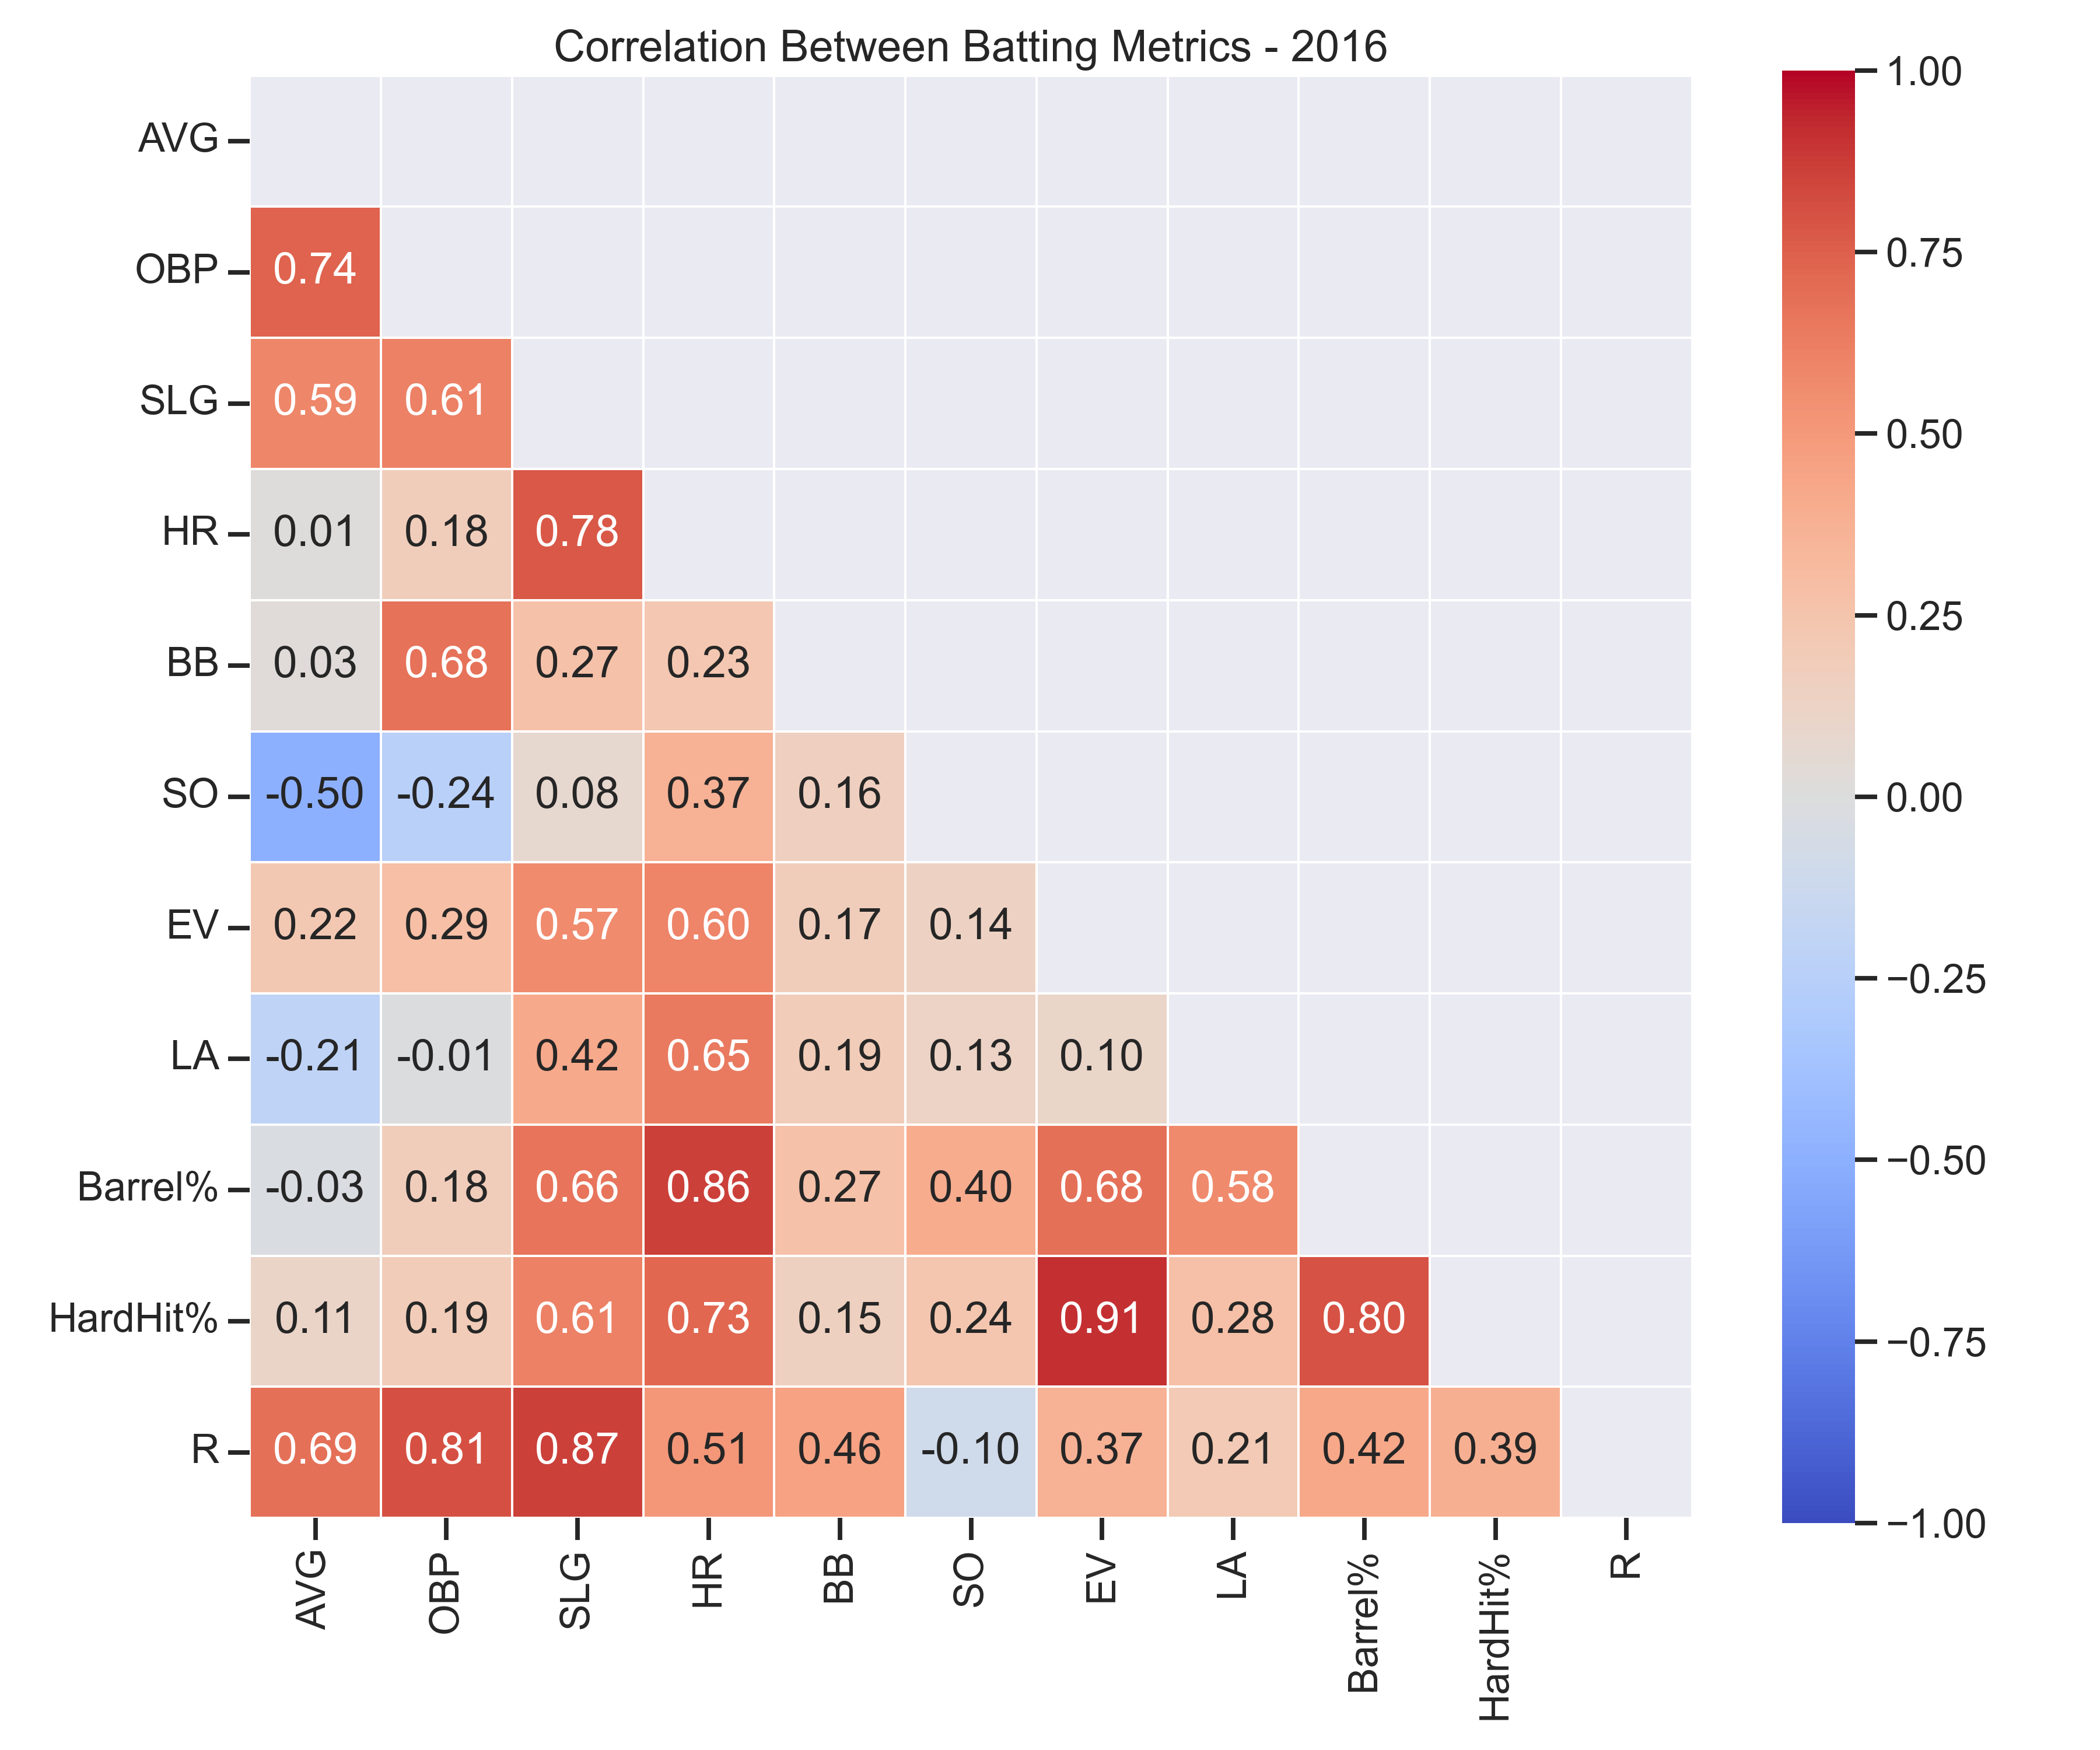 Correlation Between Batting Metrics - 2016
AVG
OBP 0.74
SLG 0.59 0.61
HR 0.01 0.18 0.78
BB 0.03 0.68 0.27 0.23
SO -0.50 -0.24 0.08 0.37 0.16
EV 0.22 0.29 0.57 0.60 0.17 0.14
LA -0.21 -0.01 0.42 0.65 0.19 0.13 0.10
Barrel% -0.03 0.18 0.66 0.86 0.27 0.40 0.68 0.58
HardHit% 0.11 0.19 0.61 0.73 0.15 0.24 0.91 0.28 0.80
R 0.69 0.81 0.87 0.51 0.46 -0.10 0.37 0.21 0.42 0.39
AVG OBP SLG HR BB SO EV LA Barrel% HardHit% R
1.00
0.75
0.50
0.25
0.00
−0.25
−0.50
−0.75
−1.00